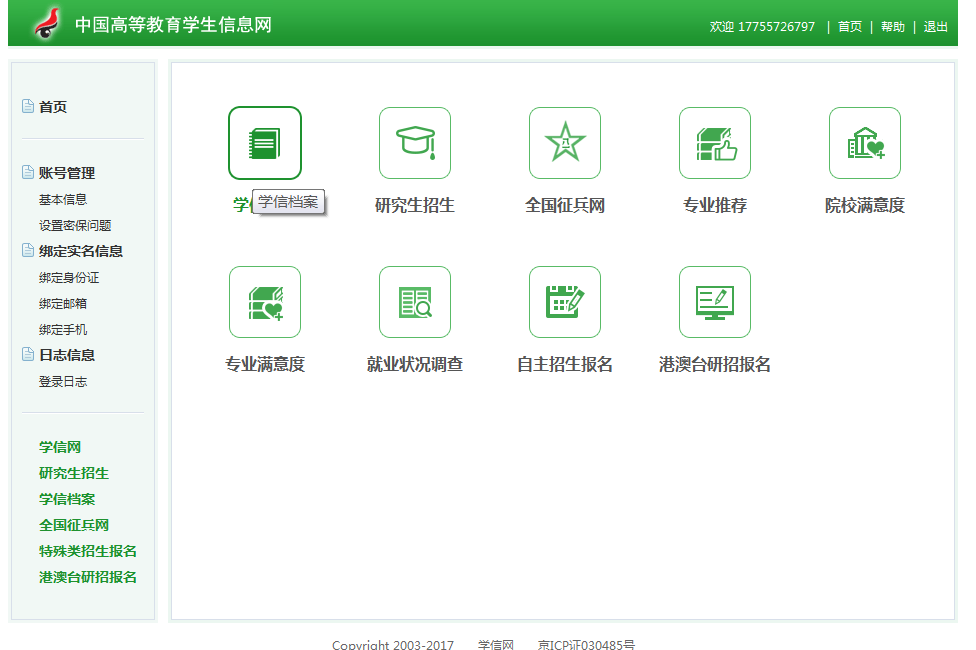 中国高等教育学生信息网
欢迎 17755726797 | 首页 | 帮助 | 退出
首页
账号管理
基本信息
设置密保问题
绑定实名信息
绑定身份证
绑定邮箱
绑定手机
日志信息
登录日志
学信网
研究生招生
学信档案
全国征兵网
特殊类招生报名
港澳台研招报名
学
学信档案
研究生招生
全国征兵网
专业推荐
院校满意度
专业满意度
就业状况调查
自主招生报名
港澳台研招报名
Copyright 2003-2017 学信网 京ICP证030485号